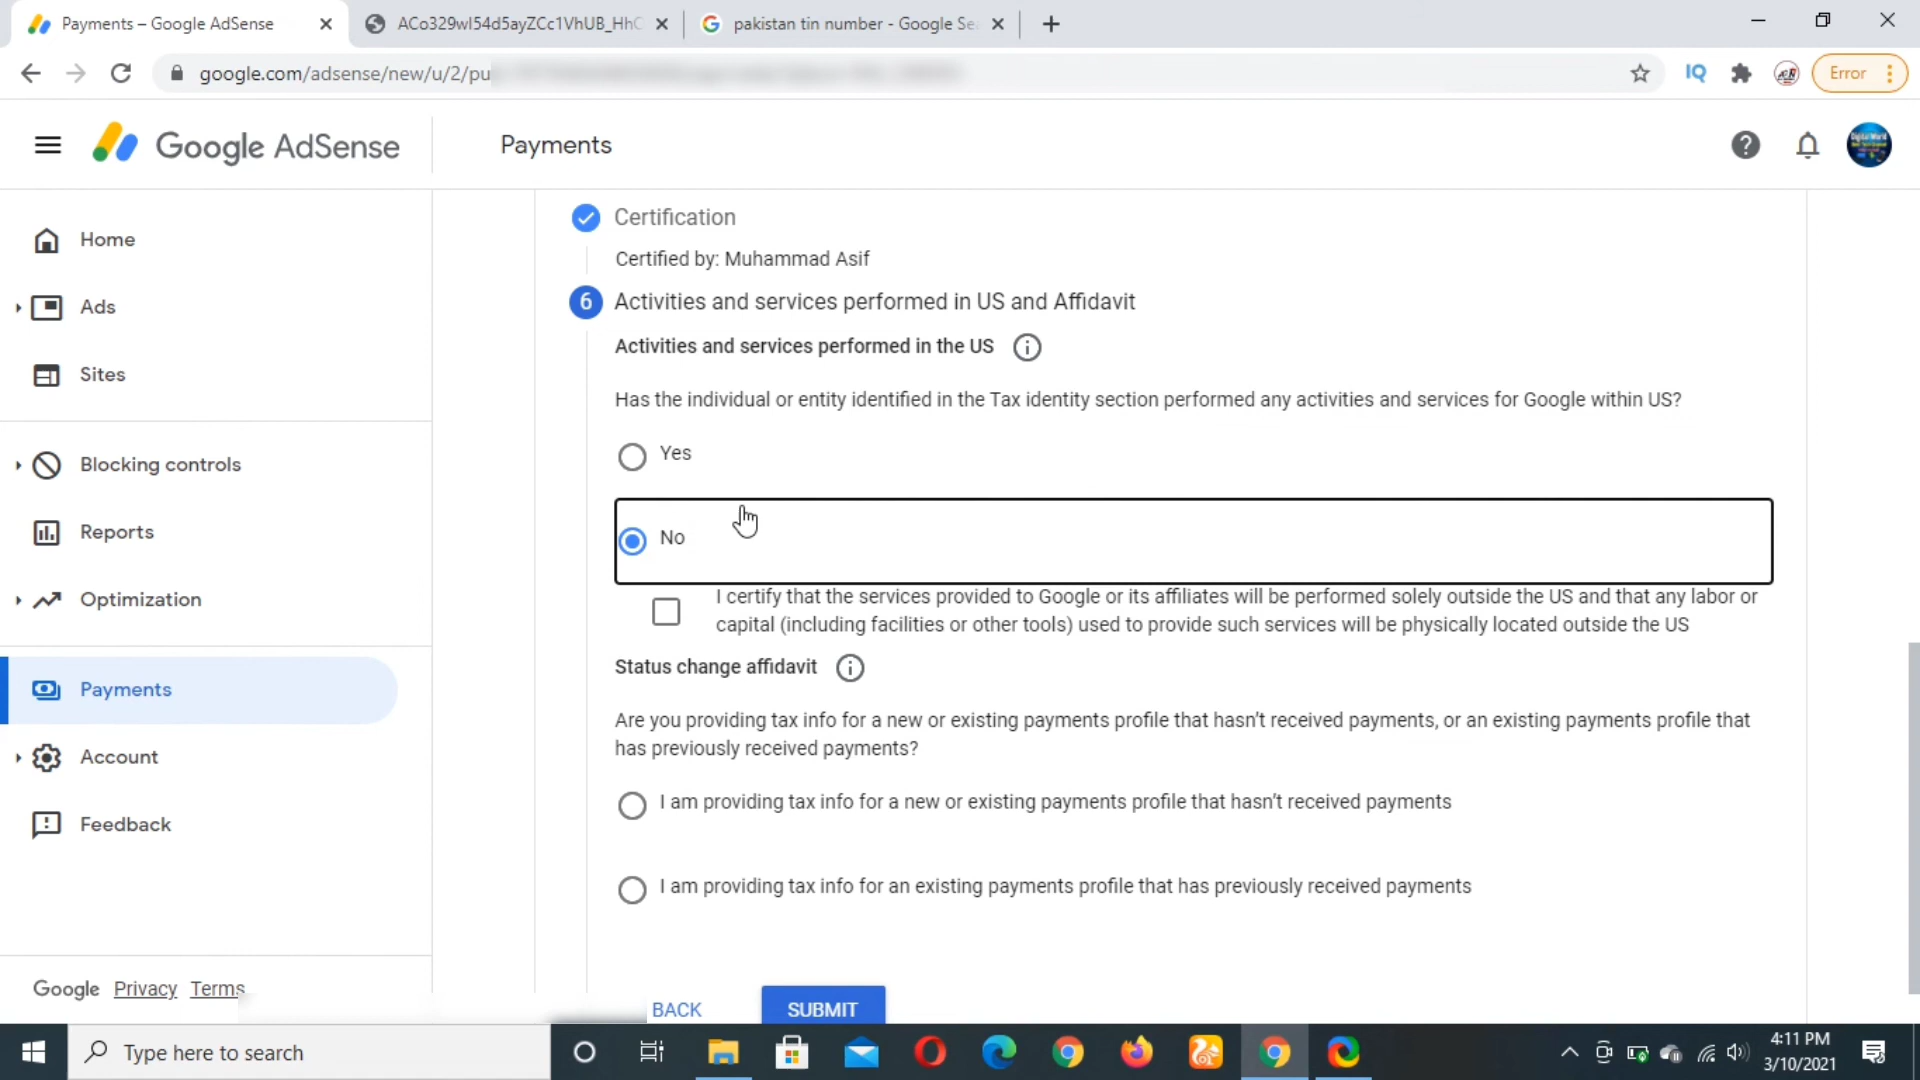 Payments – Google AdSense
ACo329wI54d5ayZCc1VhUB_HhC
pakistan tin number - Google Se
google.com/adsense/new/u/2/pu
IQ
Error
Google AdSense
Payments
Home
Ads
Sites
Blocking controls
Reports
Optimization
Payments
Account
Feedback
Google Privacy Terms
Certification
Certified by: Muhammad Asif
6 Activities and services performed in US and Affidavit
Activities and services performed in the US
Has the individual or entity identified in the Tax identity section performed any activities and services for Google within US?
Yes
No
I certify that the services provided to Google or its affiliates will be performed solely outside the US and that any labor or
capital (including facilities or other tools) used to provide such services will be physically located outside the US
Status change affidavit
Are you providing tax info for a new or existing payments profile that hasn't received payments, or an existing payments profile that
has previously received payments?
I am providing tax info for a new or existing payments profile that hasn't received payments
I am providing tax info for an existing payments profile that has previously received payments
BACK
SUBMIT
Type here to search
4:11 PM
3/10/2021